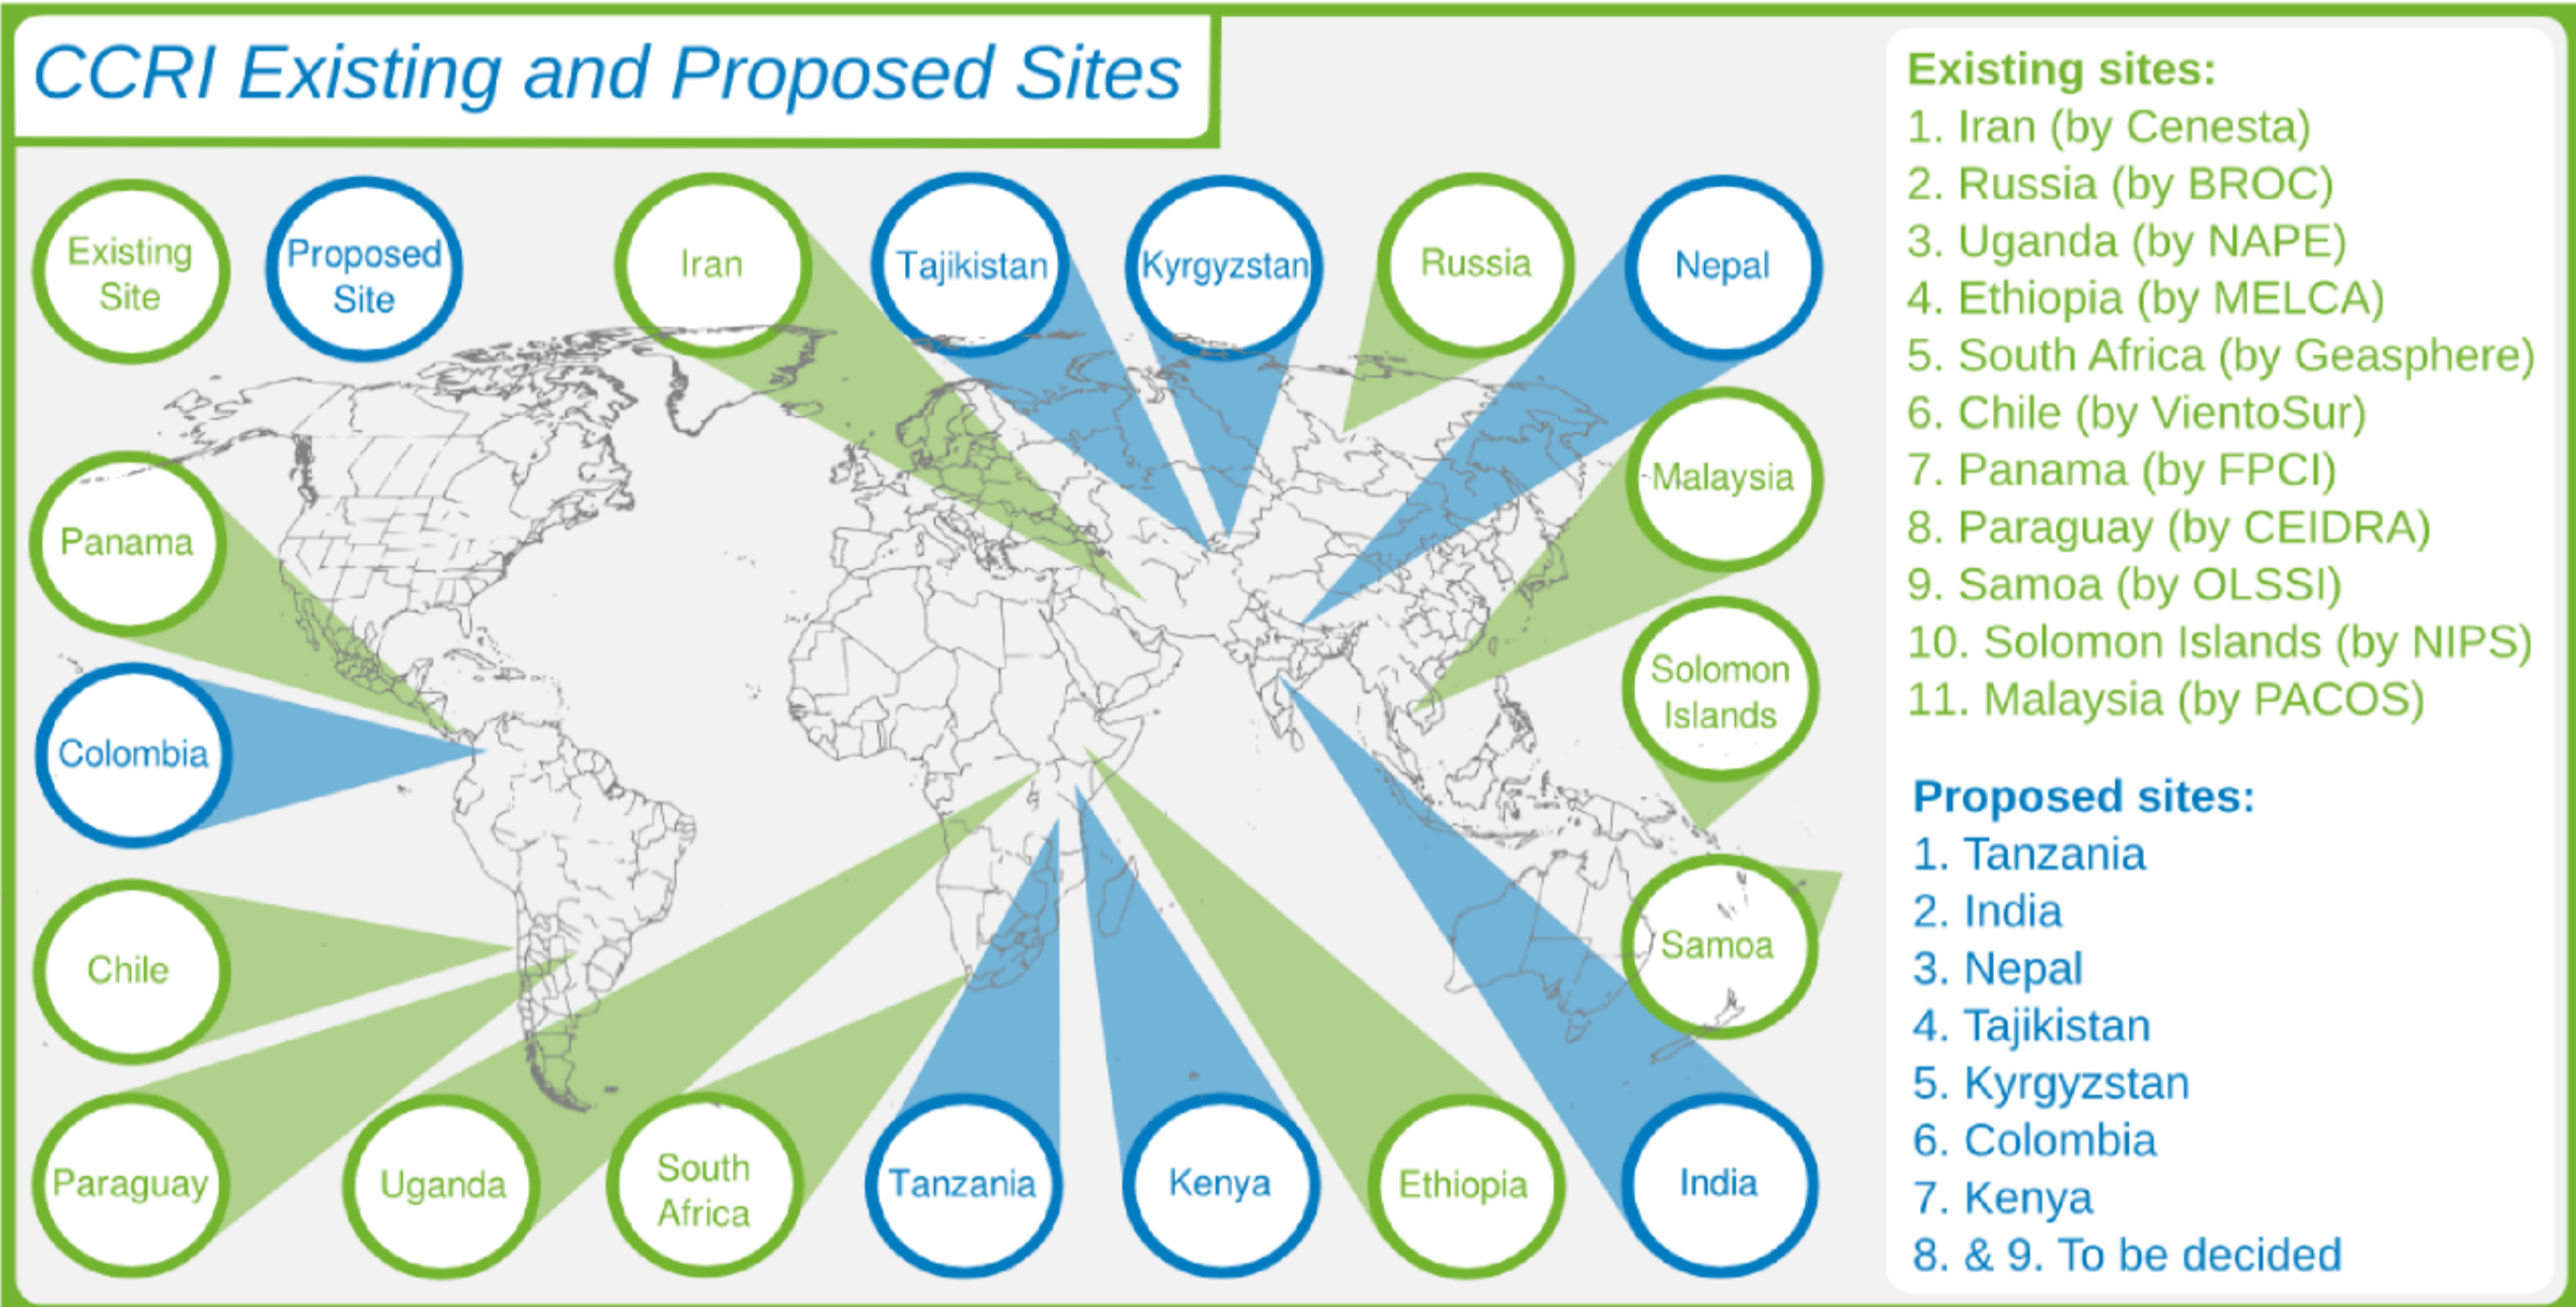 CCRI Existing and Proposed Sites
Existing
Site
Proposed
Site
Iran
Tajikistan
Kyrgyzstan
Russia
Nepal
Malaysia
Panama
Solomon
Islands
Colombia
Samoa
Chile
Paraguay
Uganda
South
Africa
Tanzania
Kenya
Ethiopia
India
Existing sites:
1. Iran (by Cenesta)
2. Russia (by BROC)
3. Uganda (by NAPE)
4. Ethiopia (by MELCA)
5. South Africa (by Geasphere)
6. Chile (by VientoSur)
7. Panama (by FPCI)
8. Paraguay (by CEIDRA)
9. Samoa (by OLSSI)
10. Solomon Islands (by NIPS)
11. Malaysia (by PACOS)
Proposed sites:
1. Tanzania
2. India
3. Nepal
4. Tajikistan
5. Kyrgyzstan
6. Colombia
7. Kenya
8. & 9. To be decided